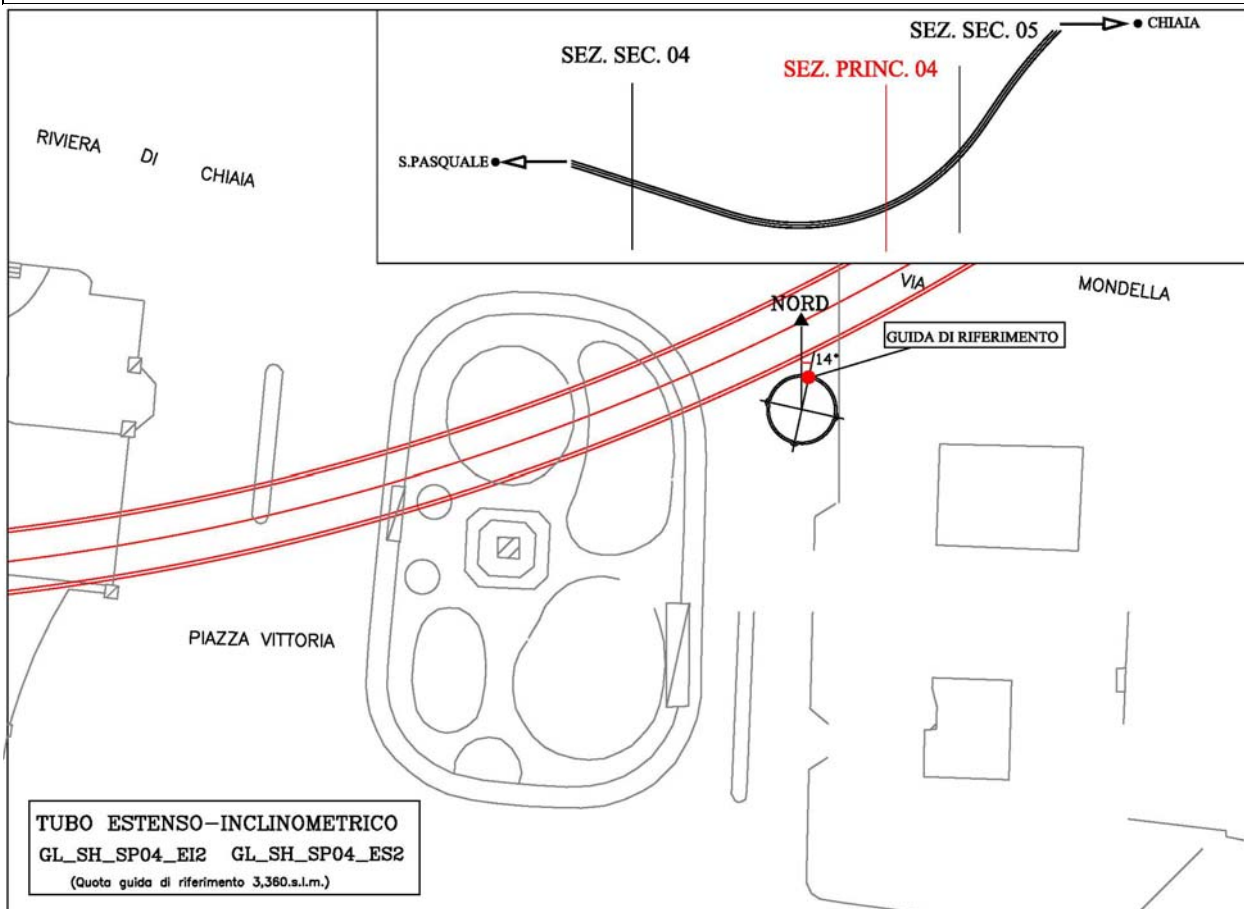 SEZ. SEC. 04
SEZ. PRINC. 04
SEZ. SEC. 05
CHIAIA
S.PASQUALE
RIVIERA DI CHIAIA
VIA MONDELLA
NORD
14°
GUIDA DI RIFERIMENTO
PIAZZA VITTORIA
TUBO ESTENSO-INCLINOMETRICO
GL_SH_SP04_EI2 GL_SH_SP04_ES2
(Quota guida di riferimento 3,360.s.l.m.)